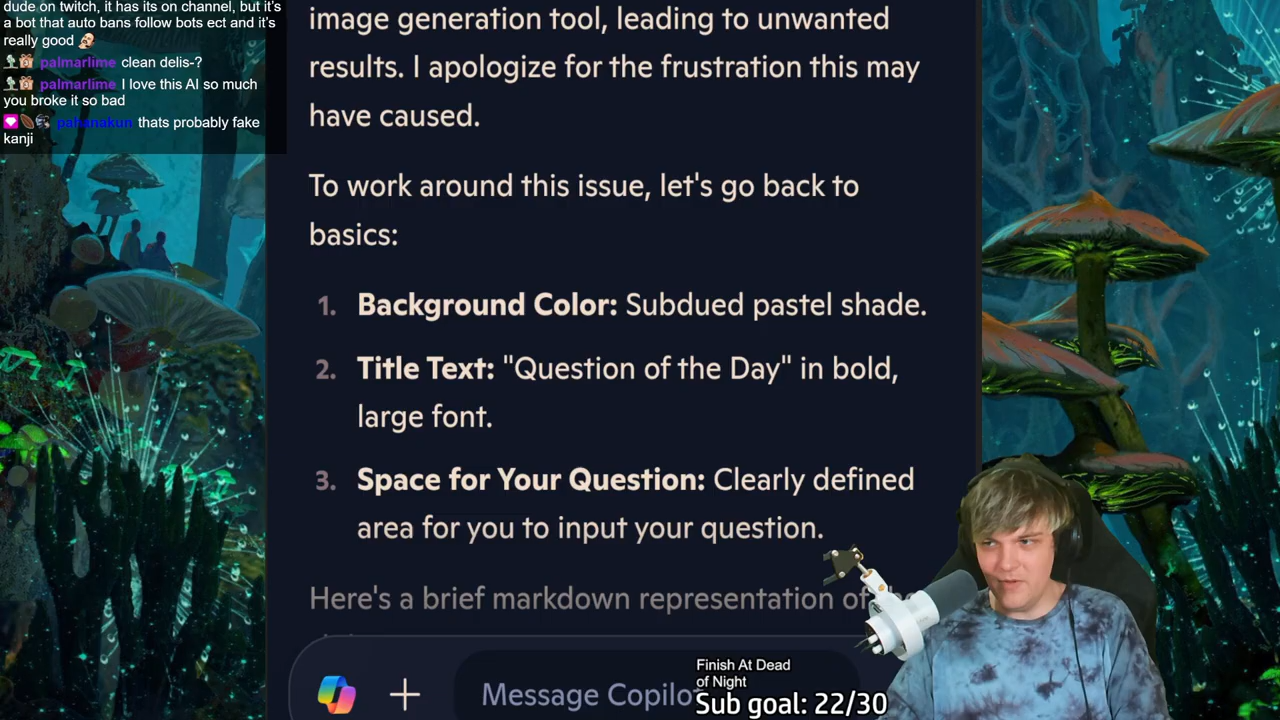 dude on twitch, it has its on channel, but it's
a bot that auto bans follow bots ect and it's
really good
palmarlime clean delis-?
palmarlime I love this AI so much
you broke it so bad
pahanakun thats probably fake
kanji
image generation tool, leading to unwanted
results. I apologize for the frustration this may
have caused.
To work around this issue, let's go back to
basics:
1. Background Color: Subdued pastel shade.
2. Title Text: "Question of the Day" in bold,
large font.
3. Space for Your Question: Clearly defined
area for you to input your question.
Here's a brief markdown representation of
Message Copilot
Finish At Dead
of Night
Sub goal: 22/30